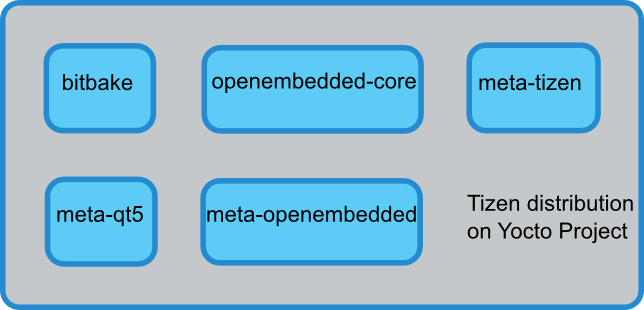 bitbake
openembedded-core
meta-tizen
meta-qt5
meta-openembedded
Tizen distribution
on Yocto Project